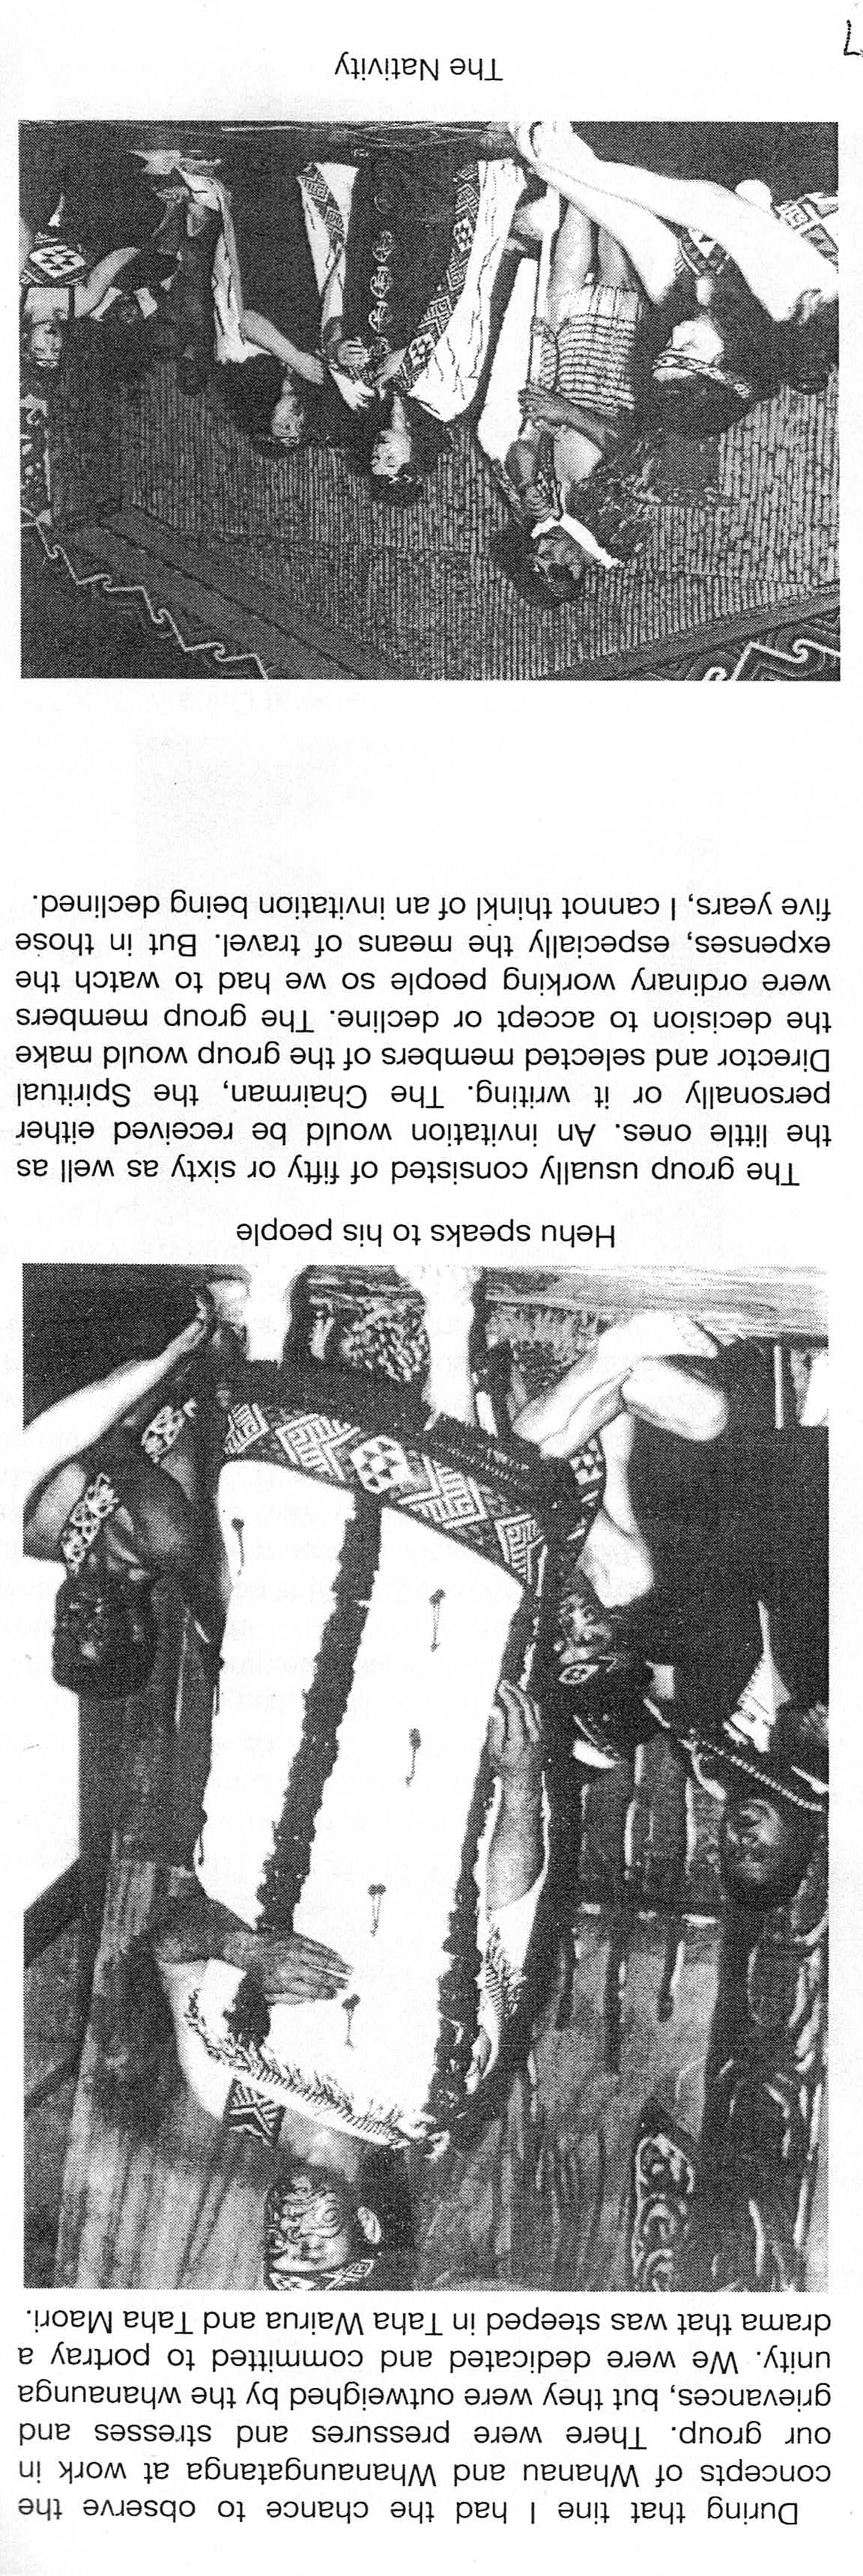 During that tine I had the chance to observe the
concepts of Whanau and Whanaungatanga at work in
our group. There were pressures and stresses and
grievances, but they were outweighed by the whanaunga
unity. We were dedicated and committed to portray a
drama that was steeped in Taha Wairua and Taha Maori.
Hehu speaks to his people
The group usually consisted of fifty or sixty as well as
the little ones. An invitation would be received either
personally or it writing. The Chairman, the Spiritual
Director and selected members of the group would make
the decision to accept or decline. The group members
were ordinary working people so we had to watch the
expenses, especially the means of travel. But in those
five years, I cannot thinkl of an invitation being declined.
The Nativity
7